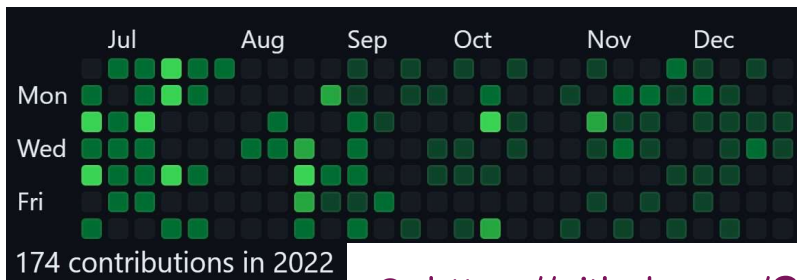 Jul Aug Sep Oct Nov Dec
Mon
Wed
Fri
174 contributions in 2022